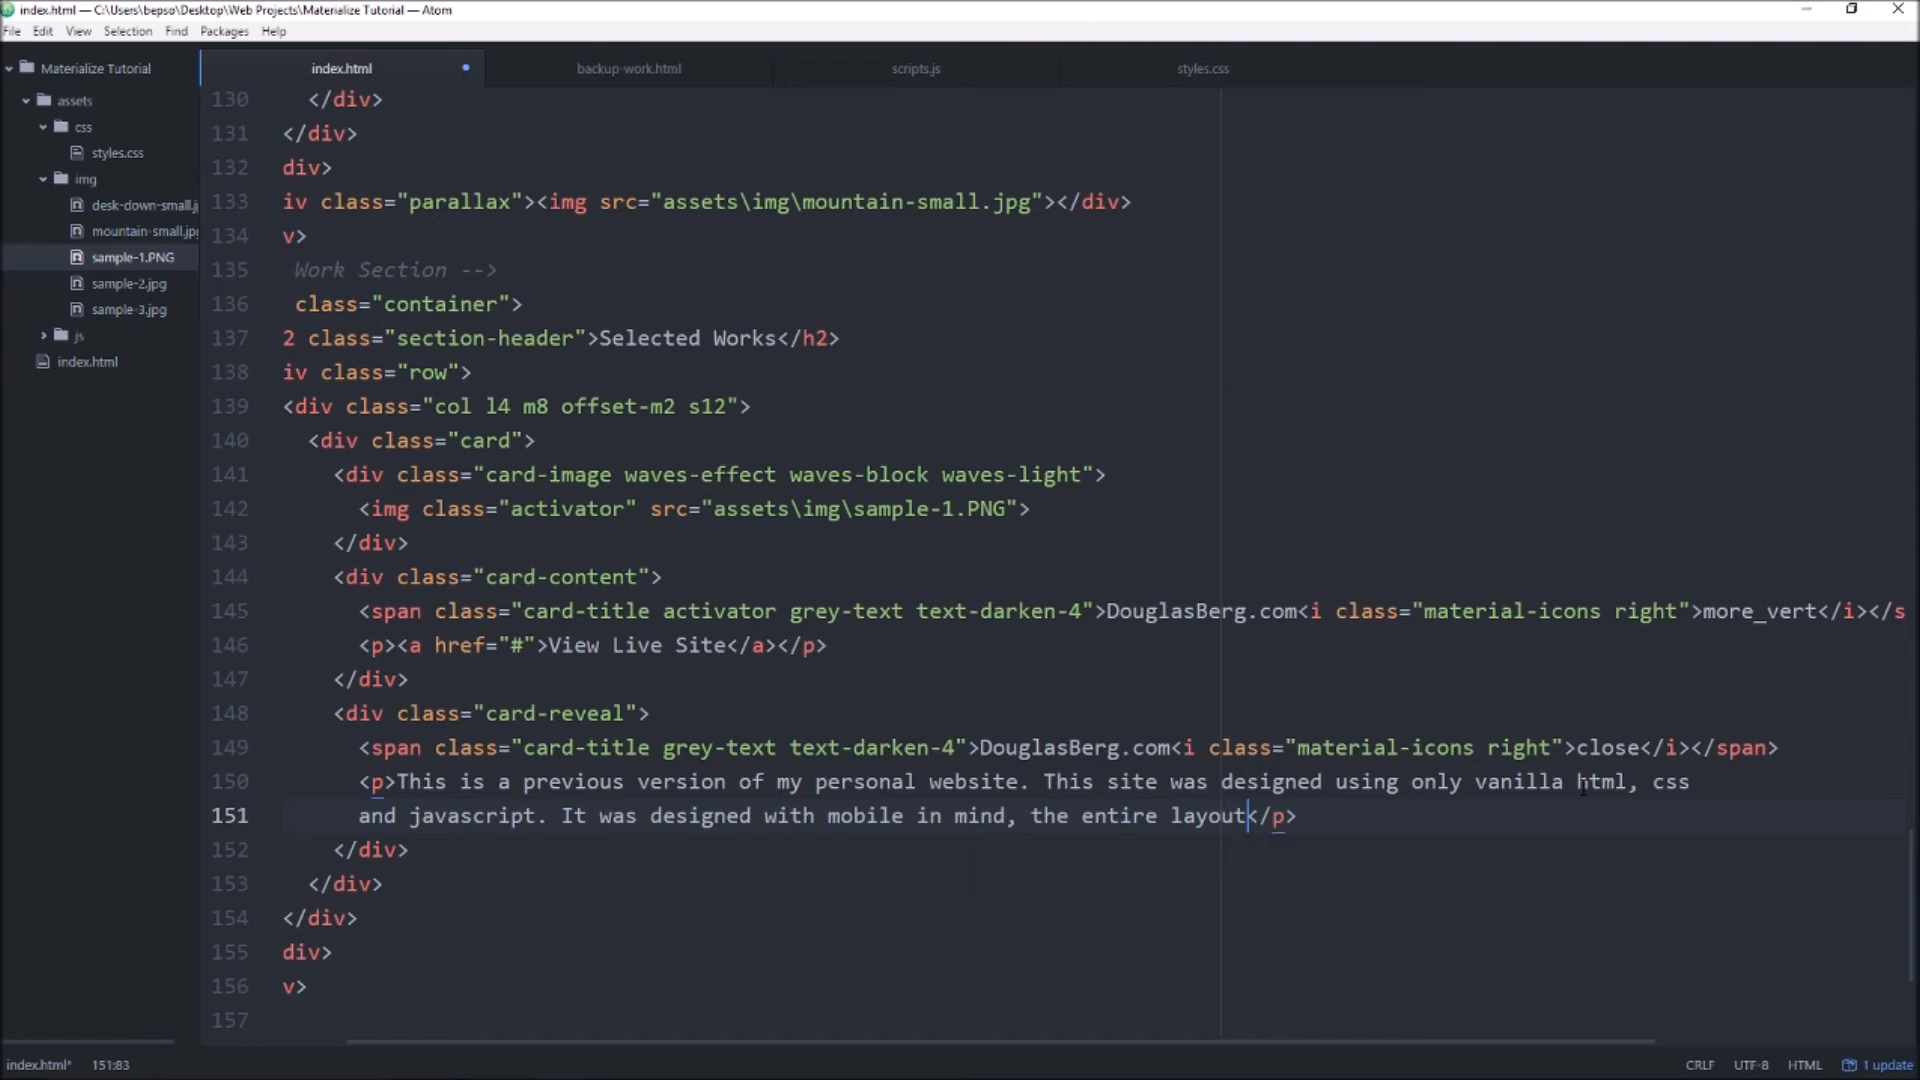 index.html — C:\Users\bepso\Desktop\Web Projects\Materialize Tutorial — Atom
File Edit View Selection Find Packages Help
Materialize Tutorial
assets
css
styles.css
img
desk-down-small.j
mountain-small.jpg
sample-1.PNG
sample-2.jpg
sample-3.jpg
js
index.html
index.html backup-work.html scripts.js styles.css
130 </div>
131 </div>
132 div>
133 iv class="parallax"><img src="assets\img\mountain-small.jpg"></div>
134 v>
135 Work Section -->
136 class="container">
137 2 class="section-header">Selected Works</h2>
138 iv class="row">
139 <div class="col l4 m8 offset-m2 s12">
140 <div class="card">
141 <div class="card-image waves-effect waves-block waves-light">
142 <img class="activator" src="assets\img\sample-1.PNG">
143 </div>
144 <div class="card-content">
145 <span class="card-title activator grey-text text-darken-4">DouglasBerg.com<i class="material-icons right">more_vert</i></s
146 <p><a href="#">View Live Site</a></p>
147 </div>
148 <div class="card-reveal">
149 <span class="card-title grey-text text-darken-4">DouglasBerg.com<i class="material-icons right">close</i></span>
150 <p>This is a previous version of my personal website. This site was designed using only vanilla html, css
151 and javascript. It was designed with mobile in mind, the entire layout</p>
152 </div>
153 </div>
154 </div>
155 div>
156 v>
157
index.html* 151:83 CRLF UTF-8 HTML 1 update